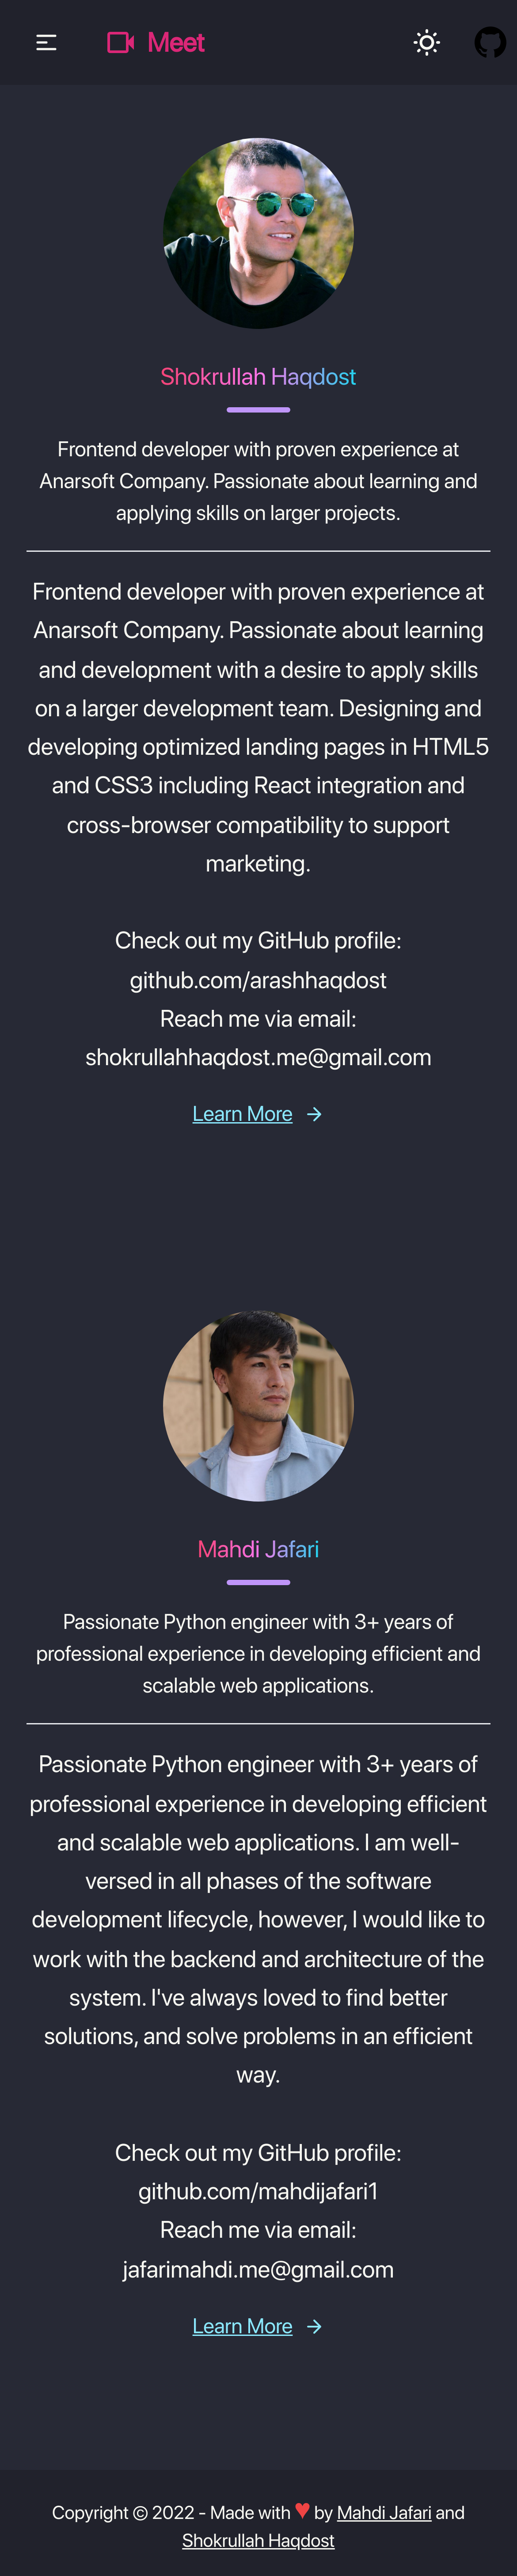 Meet
Shokrullah Haqdost
Frontend developer with proven experience at
Anarsoft Company. Passionate about learning and
applying skills on larger projects.
Frontend developer with proven experience at
Anarsoft Company. Passionate about learning
and development with a desire to apply skills
on a larger development team. Designing and
developing optimized landing pages in HTML5
and CSS3 including React integration and
cross-browser compatibility to support
marketing.
Check out my GitHub profile:
github.com/arashhaqdost
Reach me via email:
shokrullahhaqdost.me@gmail.com
Learn More →
Mahdi Jafari
Passionate Python engineer with 3+ years of
professional experience in developing efficient and
scalable web applications.
Passionate Python engineer with 3+ years of
professional experience in developing efficient
and scalable web applications. I am well-
versed in all phases of the software
development lifecycle, however, I would like to
work with the backend and architecture of the
system. I've always loved to find better
solutions, and solve problems in an efficient
way.
Check out my GitHub profile:
github.com/mahdijafari1
Reach me via email:
jafarimahdi.me@gmail.com
Learn More →
Copyright © 2022 - Made with ♥ by Mahdi Jafari and
Shokrullah Haqdost